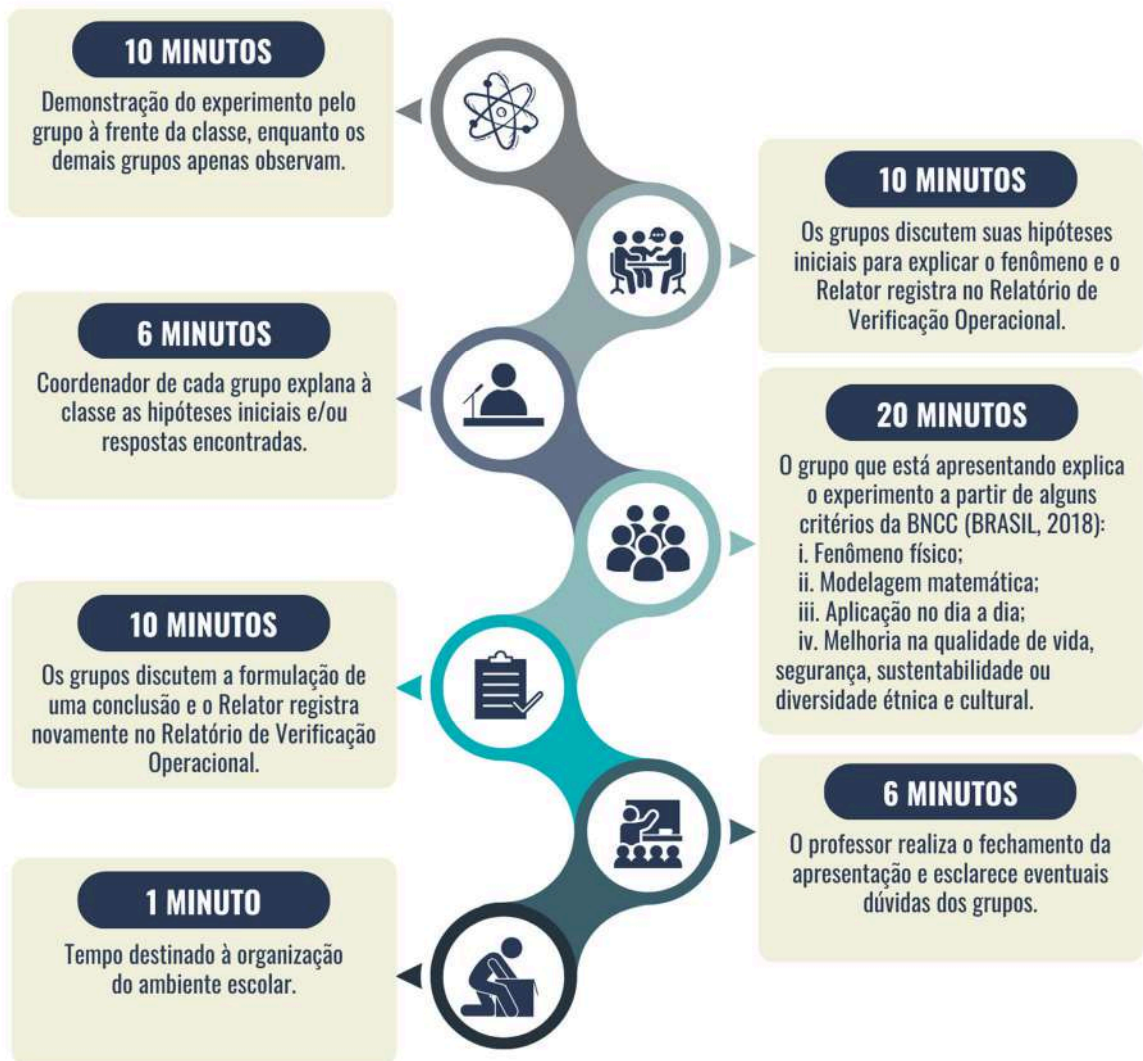 10 MINUTOS
Demonstração do experimento pelo
grupo à frente da classe, enquanto os
demais grupos apenas observam.
10 MINUTOS
Os grupos discutem suas hipóteses
iniciais para explicar o fenômeno e o
Relator registra no Relatório de
Verificação Operacional.
6 MINUTOS
Coordenador de cada grupo explana à
classe as hipóteses iniciais e/ou
respostas encontradas.
20 MINUTOS
O grupo que está apresentando explica
o experimento a partir de alguns
critérios da BNCC (BRASIL, 2018):
i. Fenômeno físico;
ii. Modelagem matemática;
iii. Aplicação no dia a dia;
iv. Melhoria na qualidade de vida,
segurança, sustentabilidade ou
diversidade étnica e cultural.
10 MINUTOS
Os grupos discutem a formulação de
uma conclusão e o Relator registra
novamente no Relatório de Verificação
Operacional.
6 MINUTOS
O professor realiza o fechamento da
apresentação e esclarece eventuais
dúvidas dos grupos.
1 MINUTO
Tempo destinado à organização
do ambiente escolar.